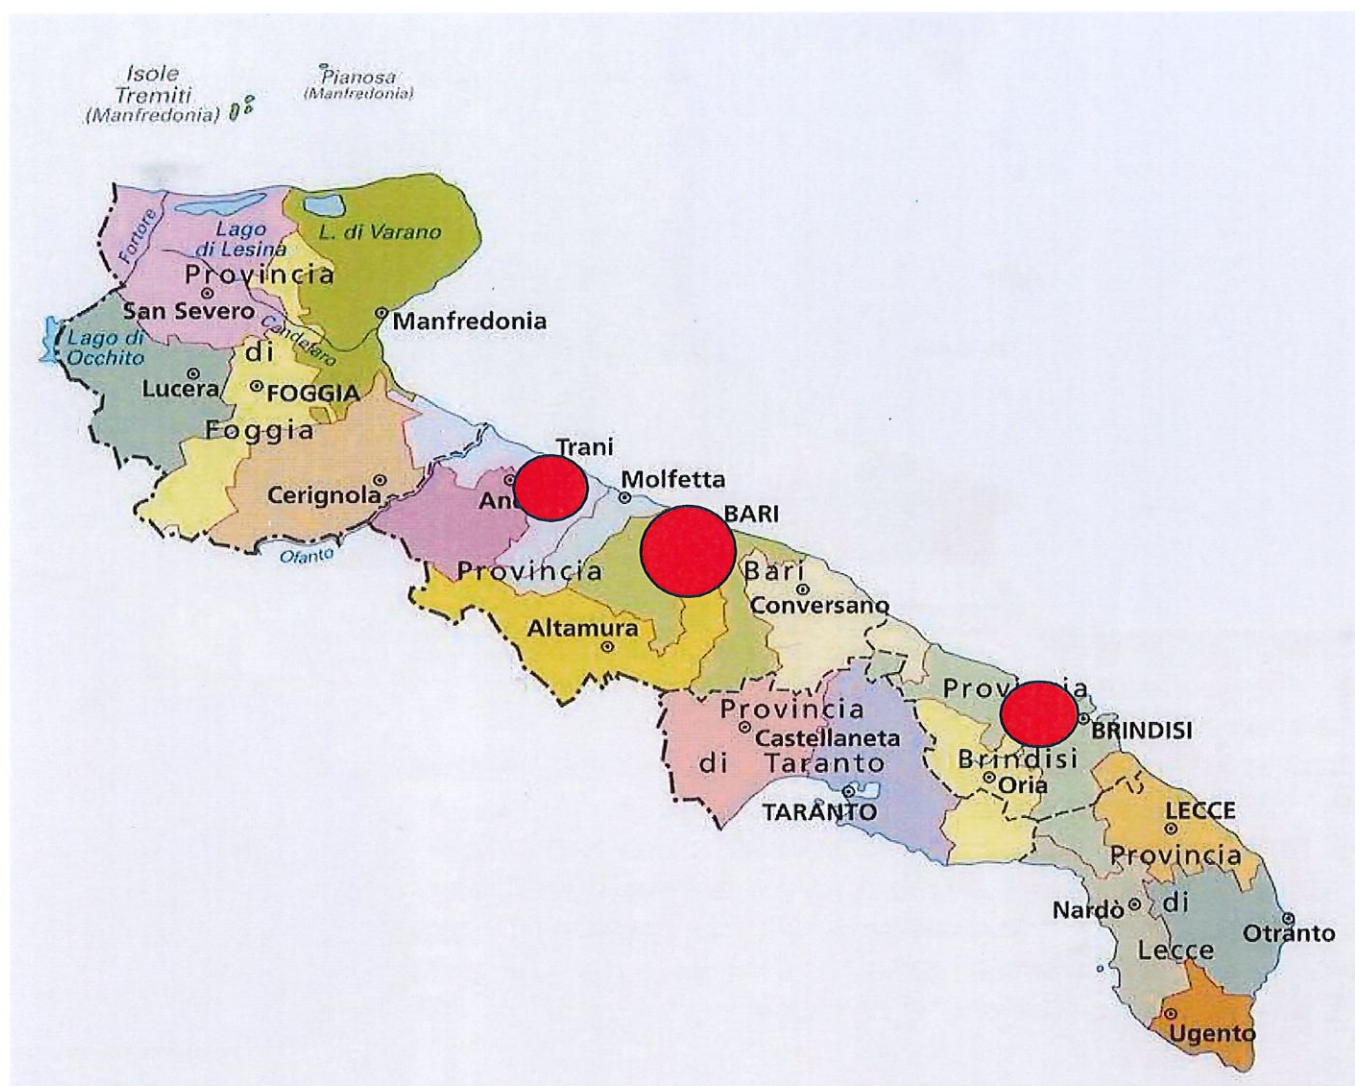 Isole
Tremiti
(Manfredonia)
Pianosa
(Manfredonia)
Fortore
Lago
di Lesina
L. di Varano
Provincia
San Severo
Candelaro
Manfredonia
Lago di
Occhito
di
Lucera
FOGGIA
Foggia
Trani
Cerignola
An
Molfetta
BARI
Ofanto
Provincia
Bari
Conversano
Altamura
Provincia
Castellaneta
di Taranto
TARANTO
BRINDISI
Brindisi
Oria
LECCE
Provincia
Nardò
di
Otranto
Lecce
Ugento